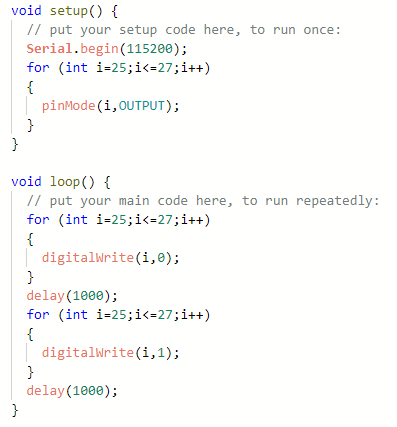 void setup() {
  // put your setup code here, to run once:
  Serial.begin(115200);
  for (int i=25;i<=27;i++)
  {
    pinMode(i,OUTPUT);
  }
}

void loop() {
  // put your main code here, to run repeatedly:
  for (int i=25;i<=27;i++)
  {
    digitalWrite(i,0);
  }
  delay(1000);
  for (int i=25;i<=27;i++)
  {
    digitalWrite(i,1);
  }
  delay(1000);
}